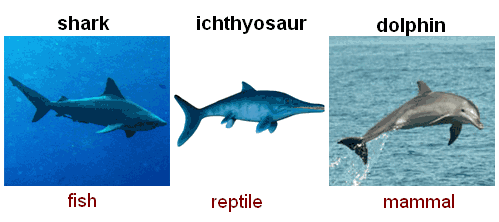 shark ichthyosaur dolphin
fish reptile mammal